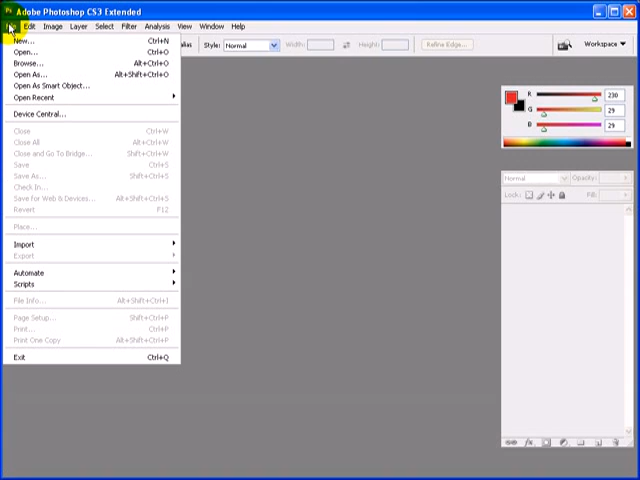 Adobe Photoshop CS3 Extended
Edit Image Layer Select Filter Analysis View Window Help
Style: Normal Width: Height: Refine Edge... Workspace
New... Ctrl+N
Open... Ctrl+O
Browse... Alt+Ctrl+O
Open As... Alt+Shift+Ctrl+O
Open As Smart Object...
Open Recent
Device Central...
Close Ctrl+W
Close All Alt+Ctrl+W
Close and Go To Bridge... Shift+Ctrl+W
Save Ctrl+S
Save As... Shift+Ctrl+S
Check In...
Save for Web & Devices... Alt+Shift+Ctrl+S
Revert F12
Place...
Import
Export
Automate
Scripts
File Info... Alt+Shift+Ctrl+I
Page Setup... Shift+Ctrl+P
Print... Ctrl+P
Print One Copy Alt+Shift+Ctrl+P
Exit Ctrl+Q
R 230
G 29
B 29
Normal Opacity:
Lock: Fill: